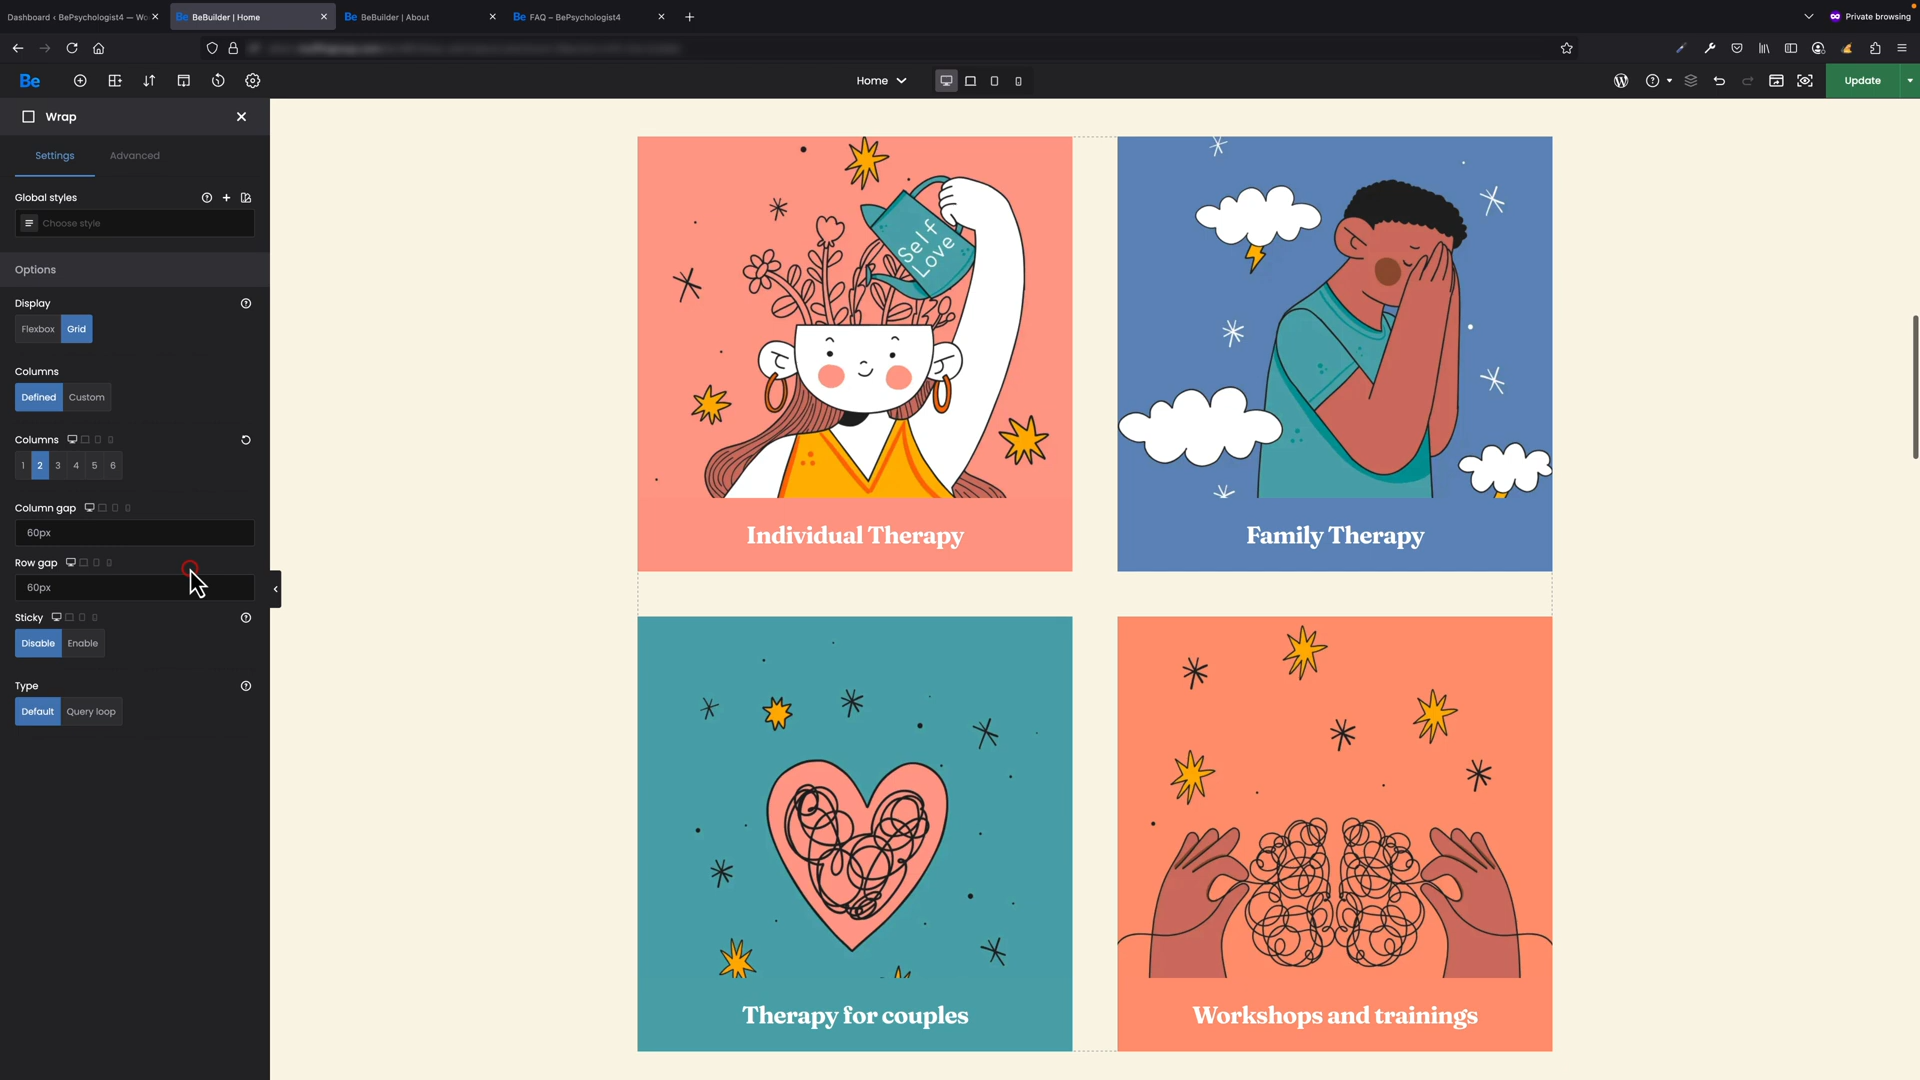 Dashboard ‹ BePsychologist4 — Wo
BeBuilder | Home
Be BeBuilder | About
Be FAQ – BePsychologist4
Private browsing
Be
Home
Update
Wrap
Settings
Advanced
Global styles
Choose style
Options
Display
Flexbox
Grid
Columns
Defined
Custom
Columns
1 2 3 4 5 6
Column gap
60px
Row gap
60px
Sticky
Disable
Enable
Type
Default
Query loop
Self
Love
Individual Therapy
Family Therapy
Therapy for couples
Workshops and trainings